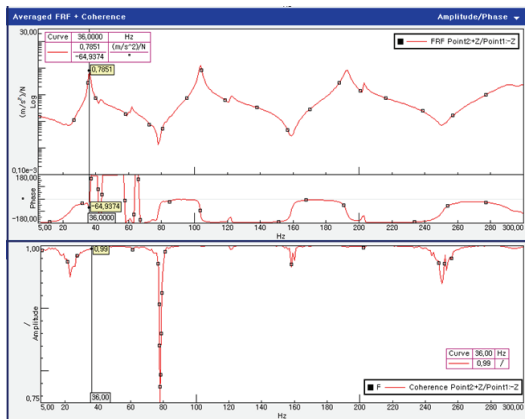 Averaged FRF + Coherence
Amplitude/Phase
30,00
Curve 36,0000 Hz
0,7851 (m/s^2)/N
-64,9374 °
FRF Point2:+Z/Point1:-Z
0,7851
(m/s^2)/N
Log
0,10e-3
180,00
°
Phase
-180,00
-64,9374
36,0000
5,00 20 40 60 80 100 120 140 160 180 200 220 240 260 280 300,00
Hz
1,00
0,99
/
Amplitude
Curve 36,00 Hz
0,99 /
0,75
36,00
F Coherence Point2:+Z/Point1:-Z
5,00 20 40 60 80 100 120 140 160 180 200 220 240 260 280 300,00
Hz